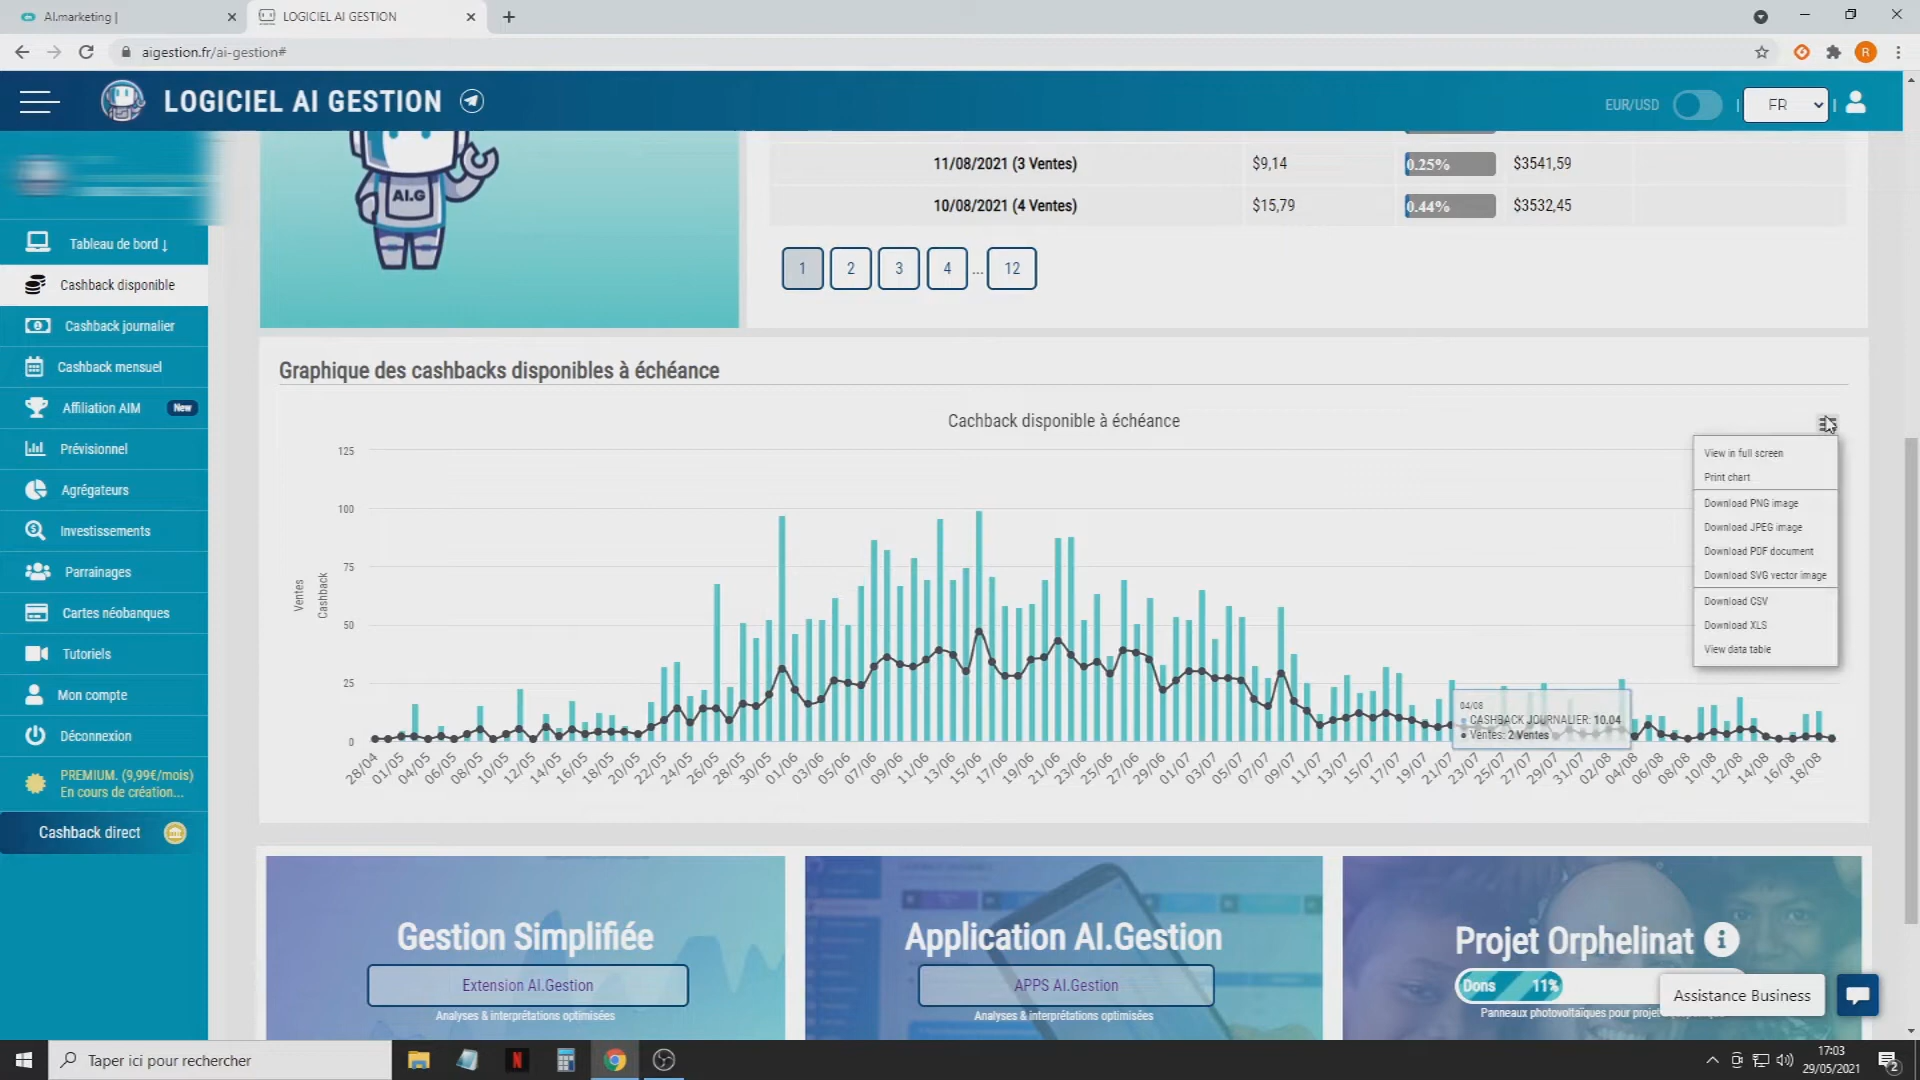 AI.marketing |
LOGICIEL AI GESTION
aigestion.fr/ai-gestion#
R
LOGICIEL AI GESTION
EUR/USD
FR
Tableau de bord ↓
Cashback disponible
Cashback journalier
Cashback mensuel
Affiliation AIM New
Prévisionnel
Agrégateurs
Investissements
Parrainages
Cartes néobanques
Tutoriels
Mon compte
Déconnexion
PREMIUM. (9,99€/mois)
En cours de création...
Cashback direct
AI.G
11/08/2021 (3 Ventes) $9,14 0.25% $3541,59
10/08/2021 (4 Ventes) $15,79 0.44% $3532,45
1 2 3 4 ... 12
Graphique des cashbacks disponibles à échéance
Cachback disponible à échéance
View in full screen
Print chart
Download PNG image
Download JPEG image
Download PDF document
Download SVG vector image
Download CSV
Download XLS
View data table
Ventes
Cashback
125
100
75
50
25
0
04/08
CASHBACK JOURNALIER: 10.04
Ventes: 2 Ventes
28/04 01/05 04/05 06/05 08/05 10/05 12/05 14/05 16/05 18/05 20/05 22/05 24/05 26/05 28/05 30/05 01/06 03/06 05/06 07/06 09/06 11/06 13/06 15/06 17/06 19/06 21/06 23/06 25/06 27/06 29/06 01/07 03/07 05/07 07/07 09/07 11/07 13/07 15/07 17/07 19/07 21/07 23/07 25/07 27/07 29/07 31/07 02/08 04/08 06/08 08/08 10/08 12/08 14/08 16/08 18/08
Gestion Simplifiée
Extension AI.Gestion
Analyses & interprétations optimisées
Application AI.Gestion
APPS AI.Gestion
Analyses & interprétations optimisées
Projet Orphelinat
Dons 11%
Panneaux photovoltaïques pour projet
Assistance Business
Taper ici pour rechercher
17:03
29/05/2021
2